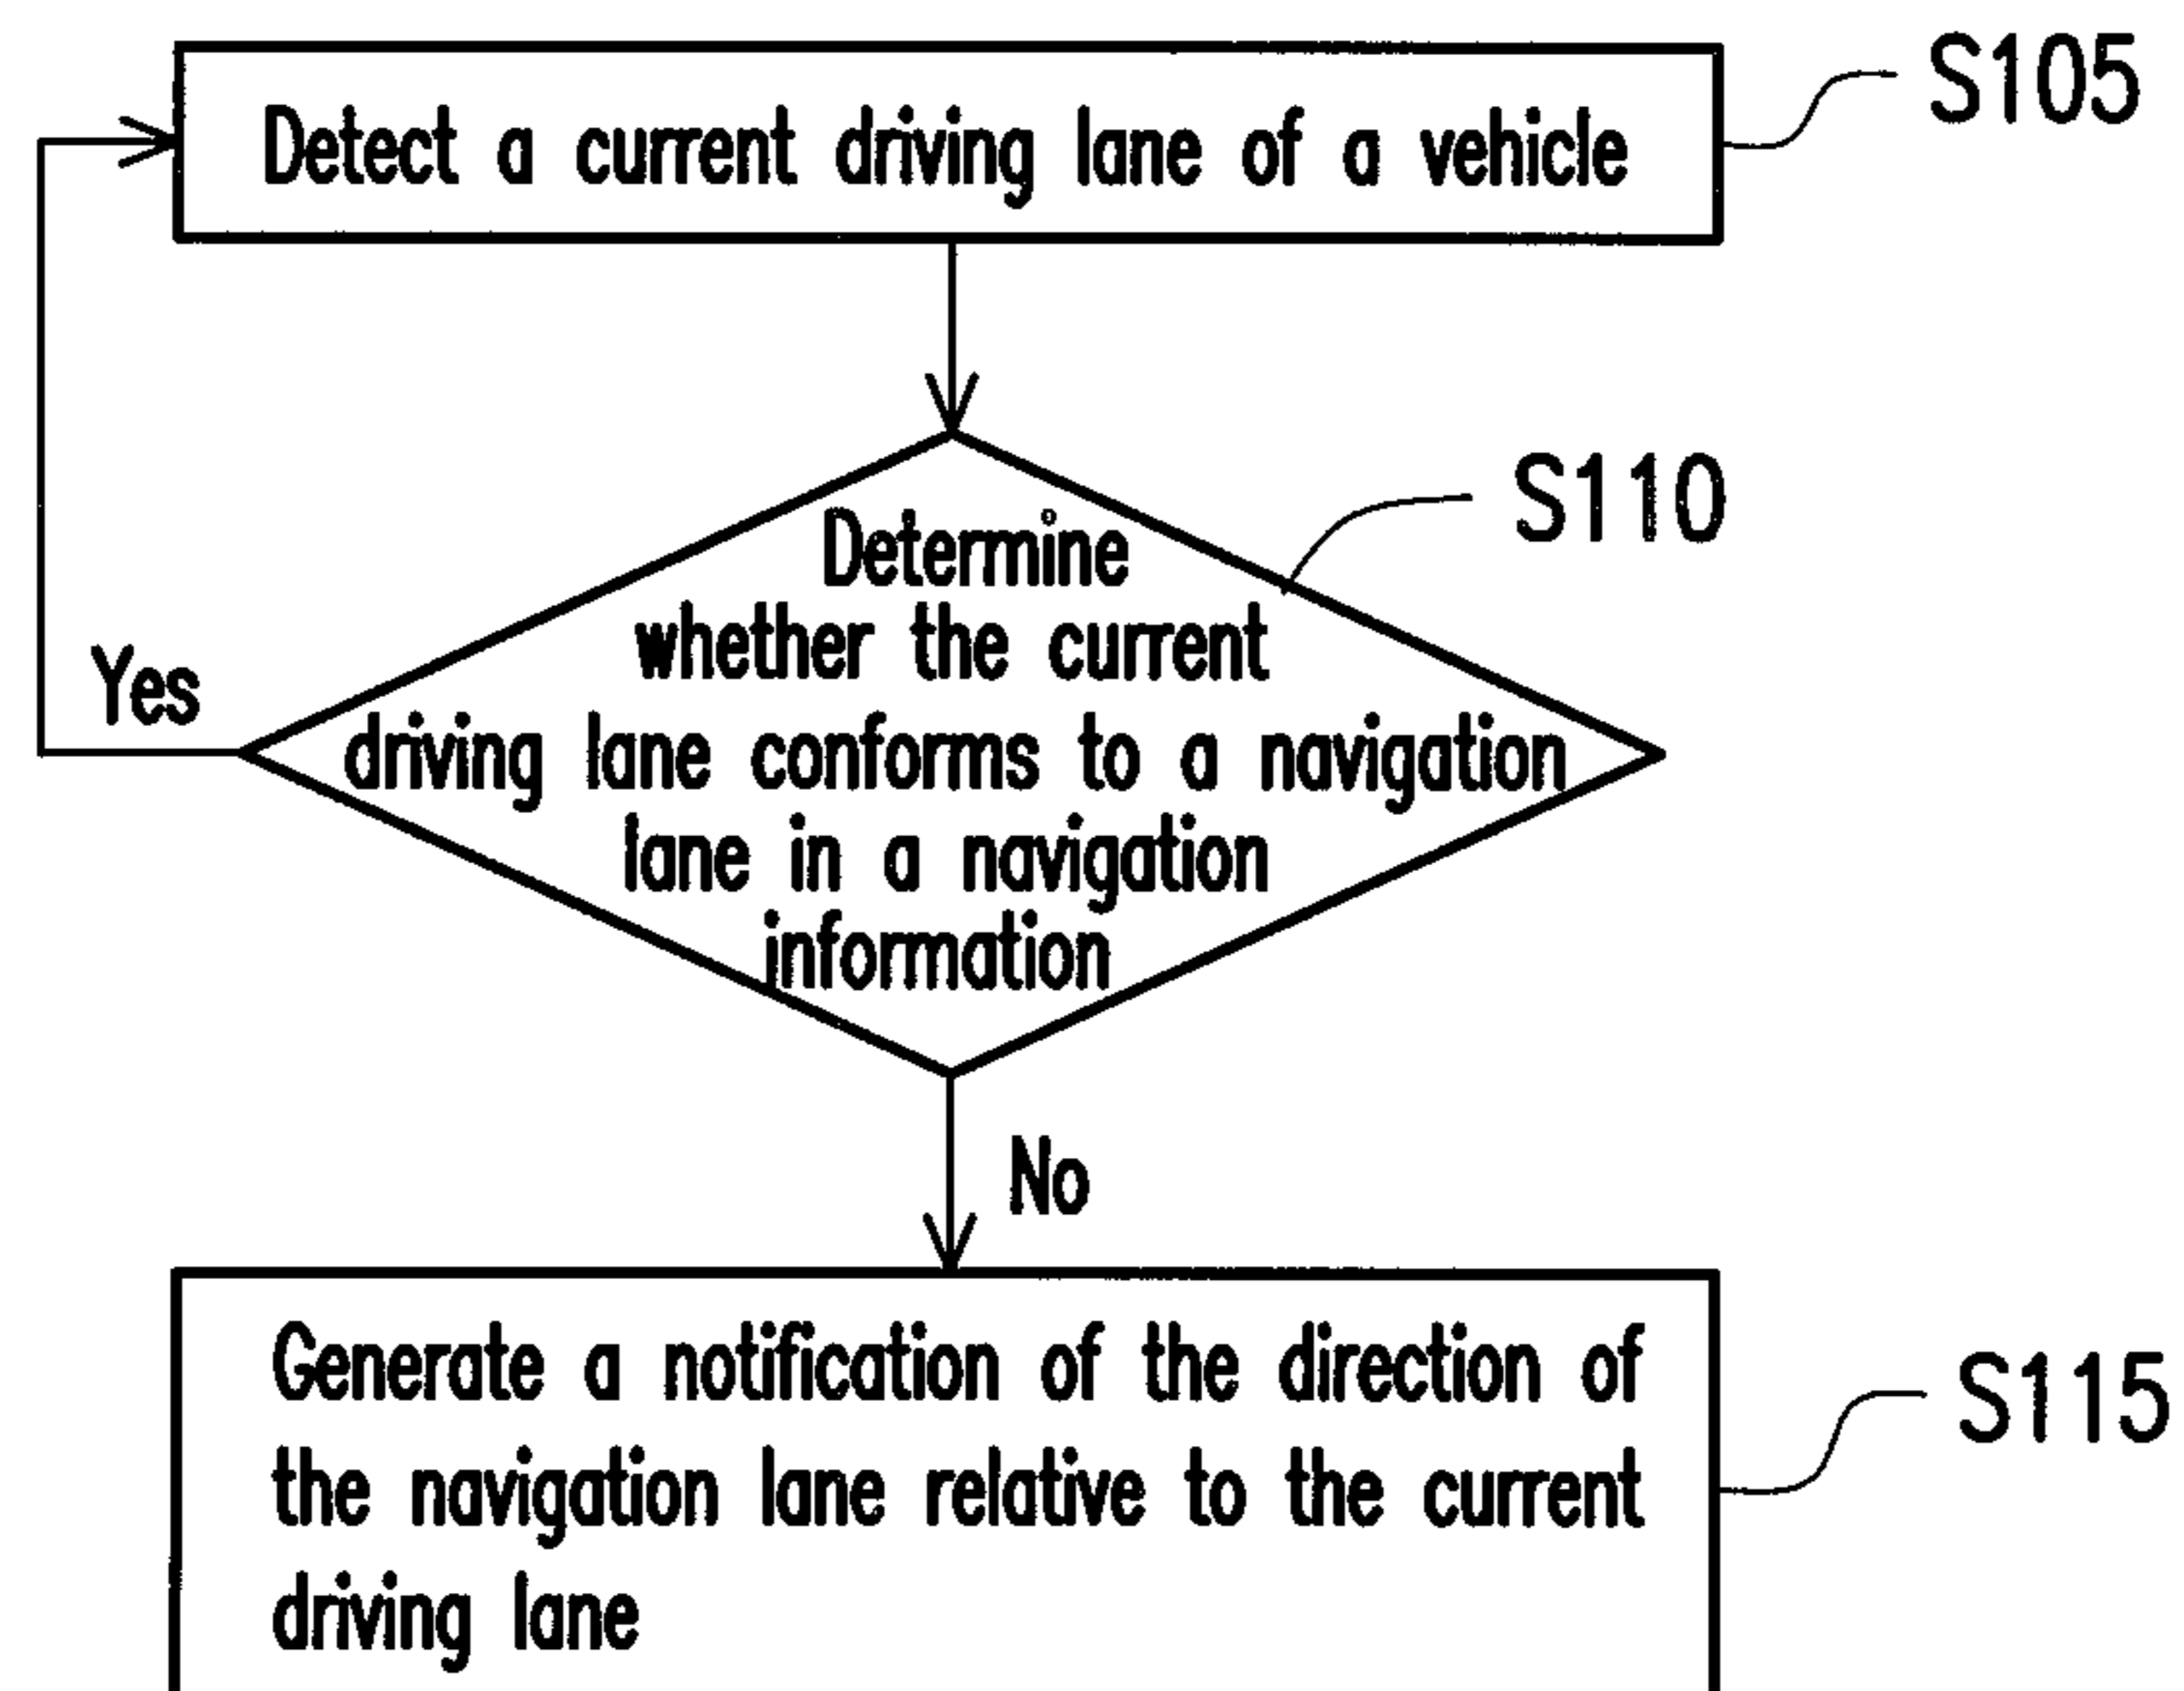 S105
Detect a current driving lane of a vehicle
S110
Determine
whether the current
driving lane conforms to a navigation
lane in a navigation
information
Yes
No
Generate a notification of the direction of
the navigation lane relative to the current
driving lane
S115